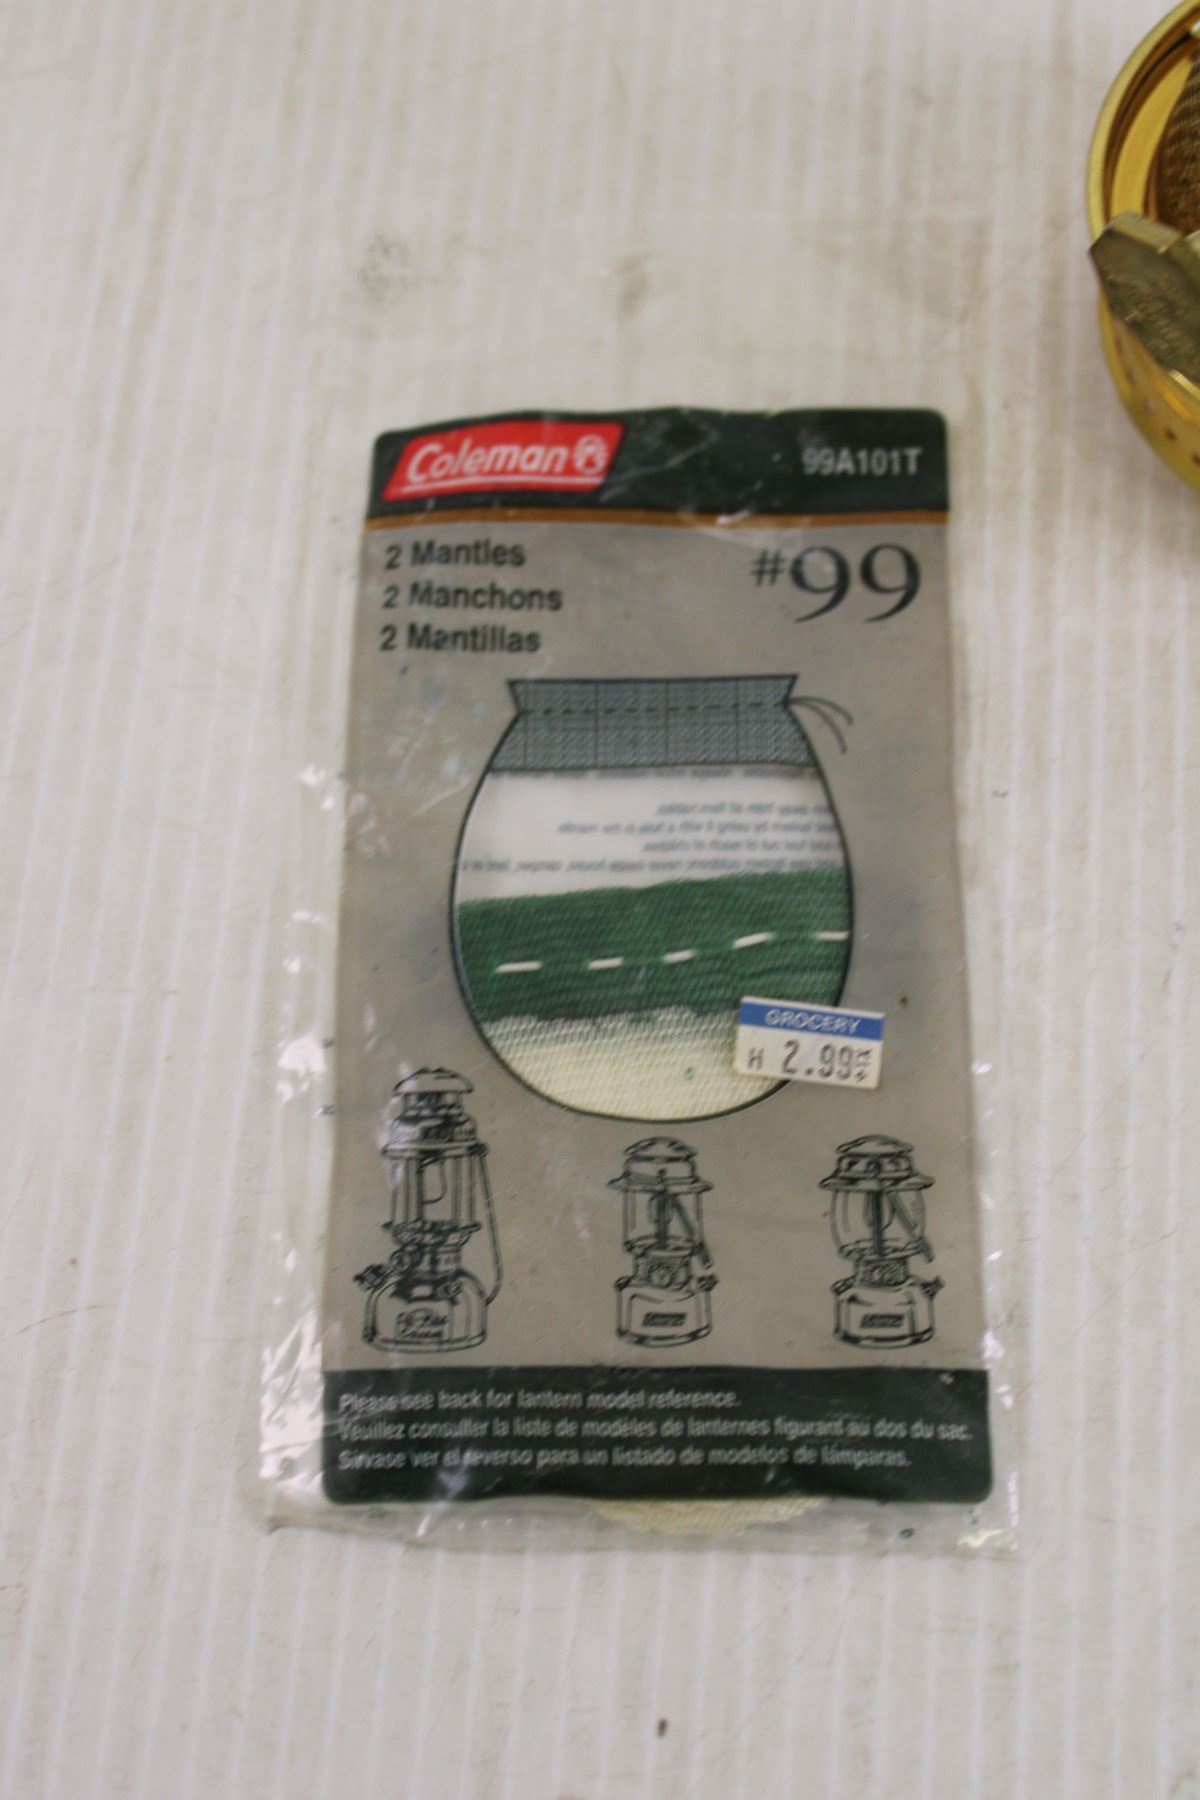 Coleman
99A101T
2 Mantles
2 Manchons
2 Mantillas
#99
GROCERY
H 2.99
Please see back for lantern model reference.
Veuillez consulter la liste de modèles de lanternes figurant au dos du sac.
Sirvase ver el reverso para un listado de modelos de lámparas.